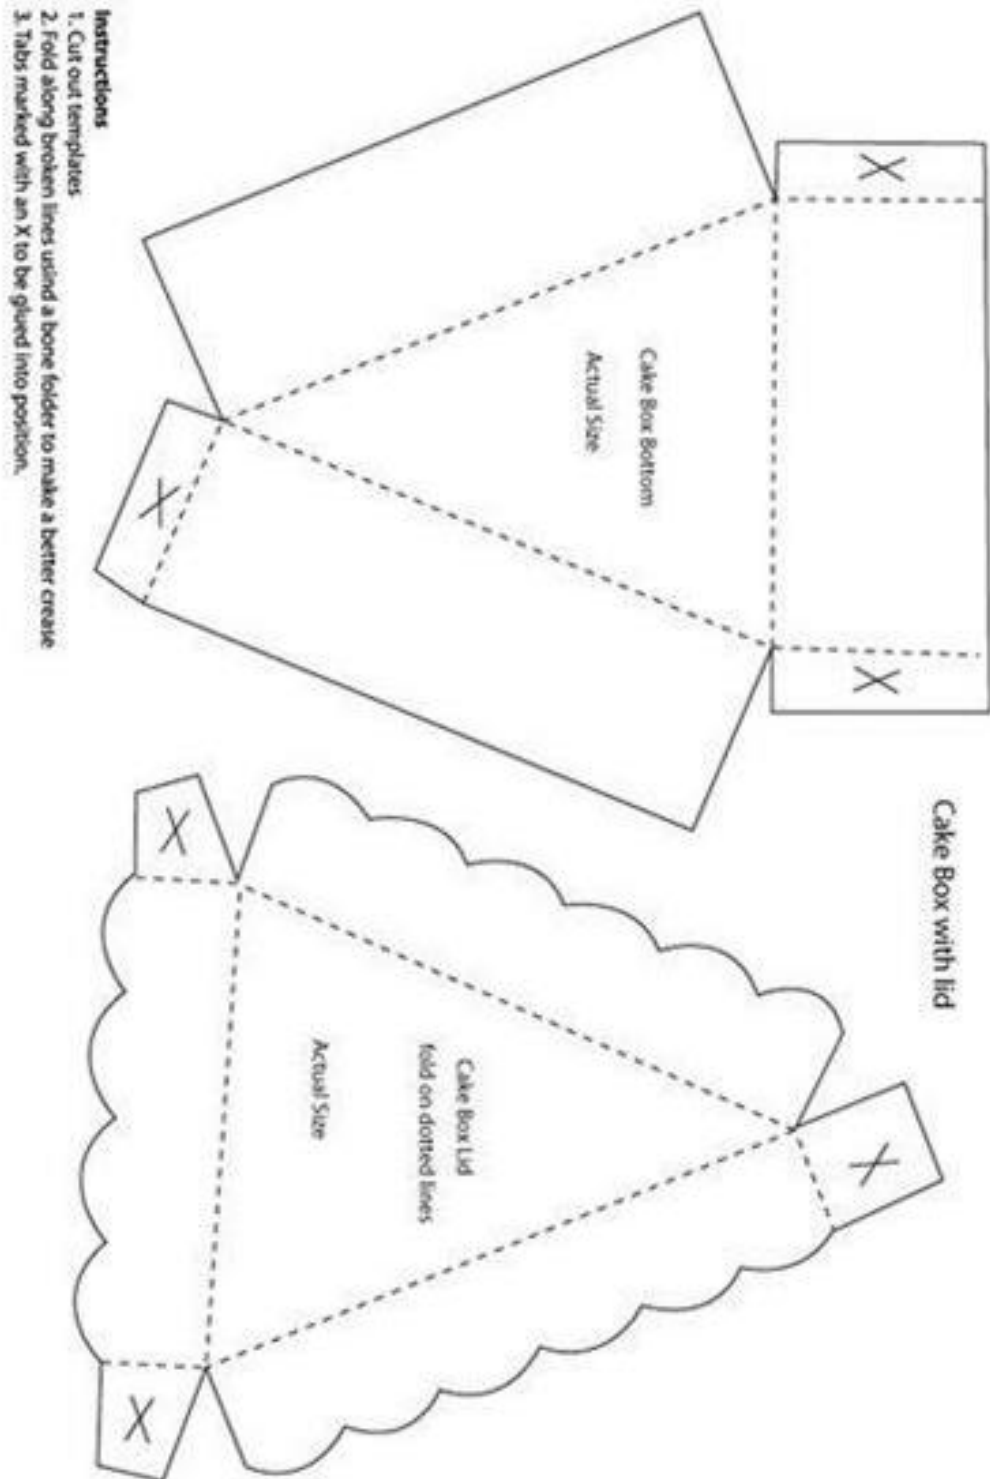 Cake Box with lid
Cake Box Bottom
Actual Size
Cake Box Lid
fold on dotted lines
Actual Size
X
X
X
X
X
X
Instructions
1. Cut out templates
2. Fold along broken lines usind a bone folder to make a better crease
3. Tabs marked with an X to be glued into position.